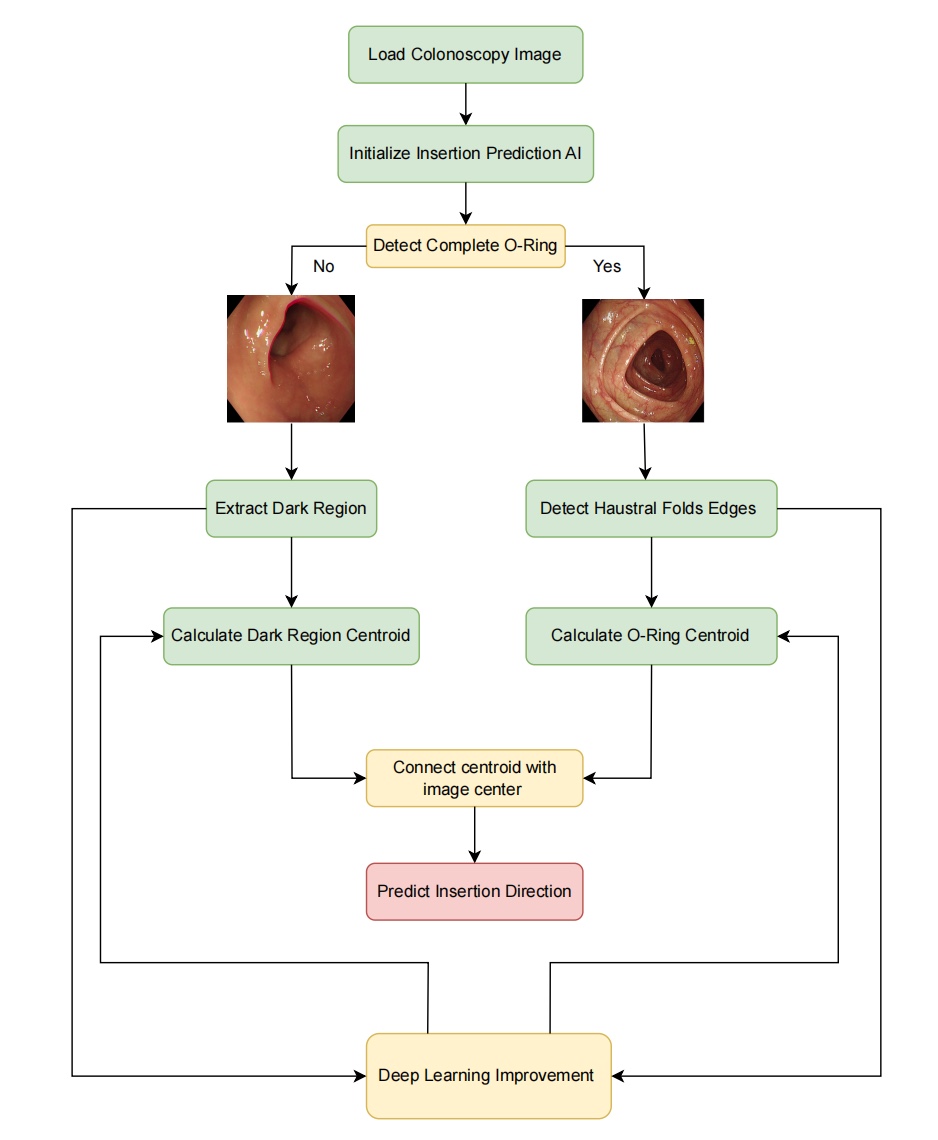 Load Colonoscopy Image
Initialize Insertion Prediction AI
Detect Complete O-Ring
No
Yes
Extract Dark Region
Detect Haustral Folds Edges
Calculate Dark Region Centroid
Calculate O-Ring Centroid
Connect centroid with
image center
Predict Insertion Direction
Deep Learning Improvement